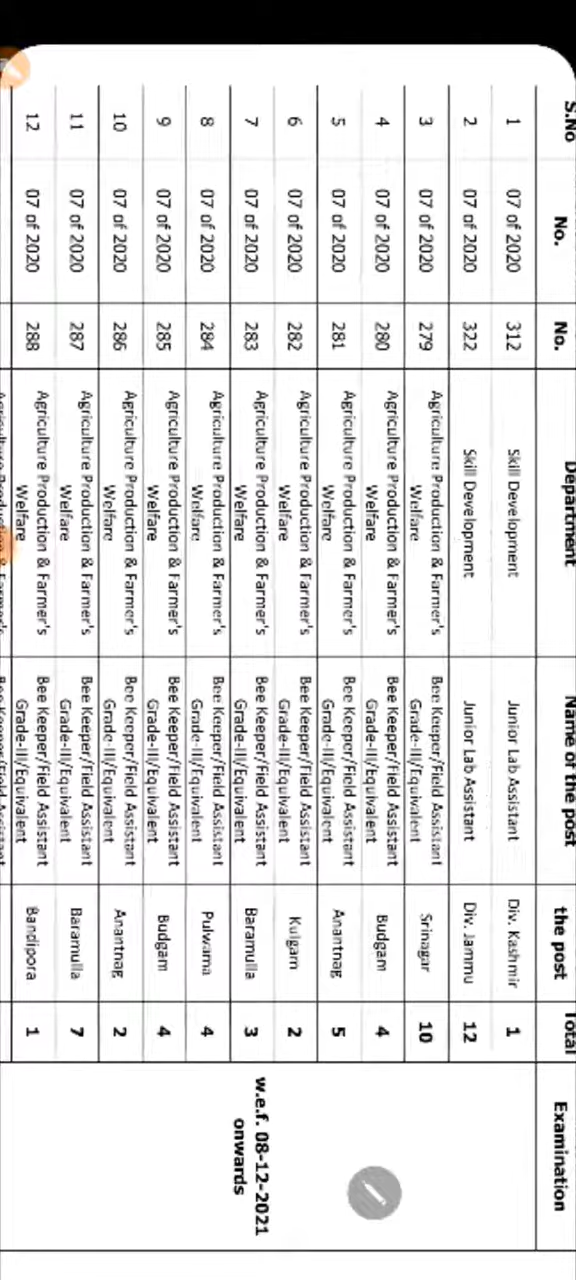 S.No No. No. Department Name of the post the post Total Examination
1 07 of 2020 312 Skill Development Junior Lab Assistant Div. Kashmir 1
2 07 of 2020 322 Skill Development Junior Lab Assistant Div. Jammu 12
3 07 of 2020 279 Agriculture Production & Farmer's Bee Keeper/Field Assistant Srinagar 10
Welfare Grade-III/Equivalent
4 07 of 2020 280 Agriculture Production & Farmer's Bee Keeper/Field Assistant Budgam 4
Welfare Grade-III/Equivalent
5 07 of 2020 281 Agriculture Production & Farmer's Bee Keeper/Field Assistant Anantnag 5
Welfare Grade-III/Equivalent
6 07 of 2020 282 Agriculture Production & Farmer's Bee Keeper/Field Assistant Kulgam 2
Welfare Grade-III/Equivalent
7 07 of 2020 283 Agriculture Production & Farmer's Bee Keeper/Field Assistant Baramulla 3
Welfare Grade-III/Equivalent
w.e.f. 08-12-2021
onwards
8 07 of 2020 284 Agriculture Production & Farmer's Bee Keeper/Field Assistant Pulwama 4
Welfare Grade-III/Equivalent
9 07 of 2020 285 Agriculture Production & Farmer's Bee Keeper/Field Assistant Budgam 4
Welfare Grade-III/Equivalent
10 07 of 2020 286 Agriculture Production & Farmer's Bee Keeper/Field Assistant Anantnag 2
Welfare Grade-III/Equivalent
11 07 of 2020 287 Agriculture Production & Farmer's Bee Keeper/Field Assistant Baramulla 7
Welfare Grade-III/Equivalent
12 07 of 2020 288 Agriculture Production & Farmer's Bee Keeper/Field Assistant Bandipora 1
Welfare Grade-III/Equivalent